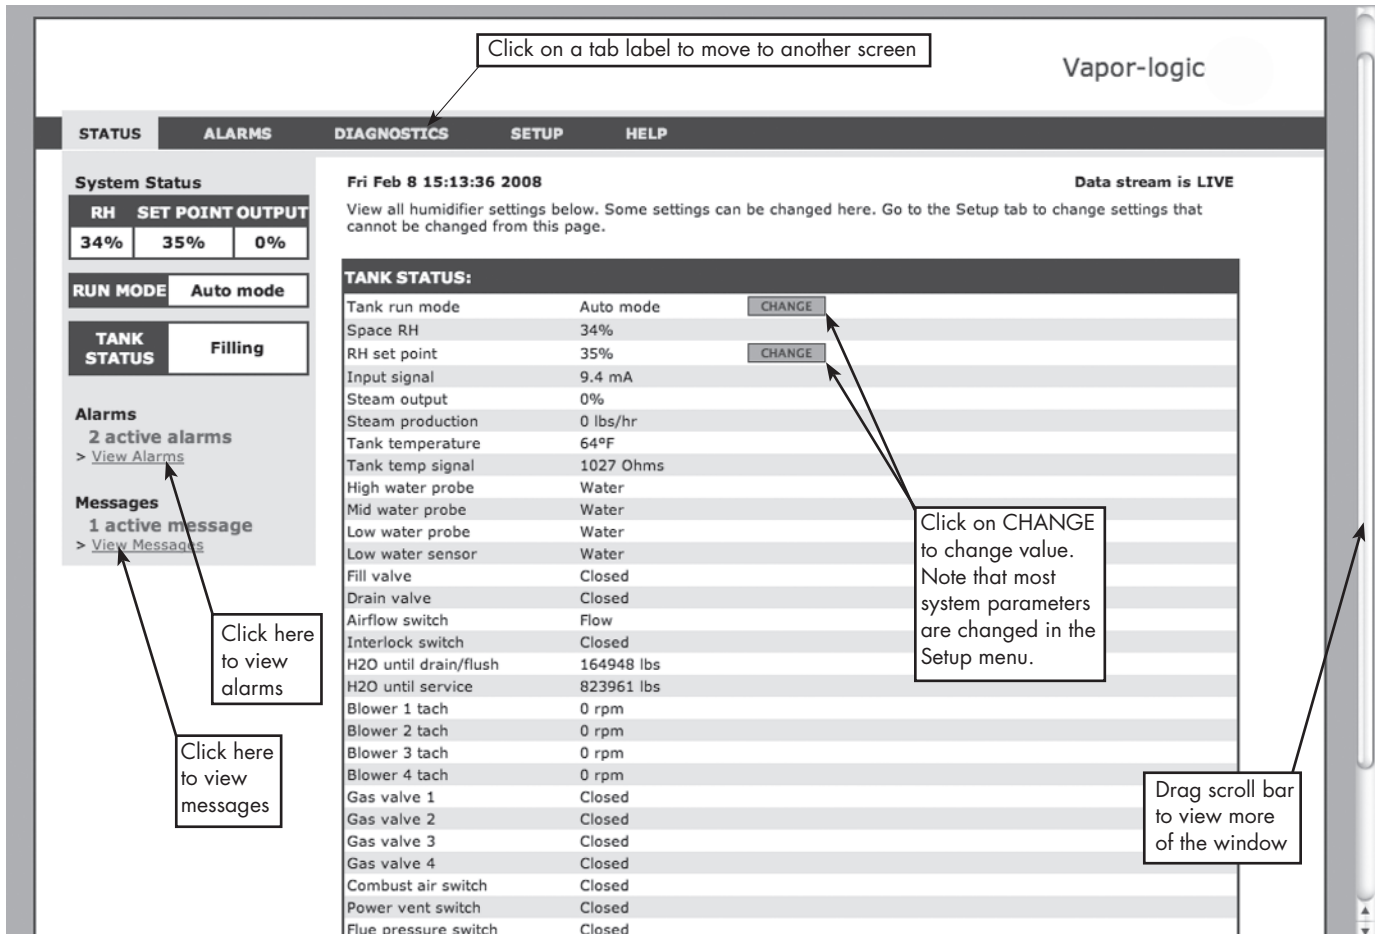 Click on a tab label to move to another screen
Vapor-logic
STATUS ALARMS DIAGNOSTICS SETUP HELP
System Status
RH SET POINT OUTPUT
34% 35% 0%
RUN MODE Auto mode
TANK STATUS Filling
Alarms
2 active alarms
> View Alarms
Messages
1 active message
> View Messages
Click here
to view
alarms
Click here
to view
messages
Fri Feb 8 15:13:36 2008 Data stream is LIVE
View all humidifier settings below. Some settings can be changed here. Go to the Setup tab to change settings that
cannot be changed from this page.
TANK STATUS:
Tank run mode Auto mode CHANGE
Space RH 34%
RH set point 35% CHANGE
Input signal 9.4 mA
Steam output 0%
Steam production 0 lbs/hr
Tank temperature 64ºF
Tank temp signal 1027 Ohms
High water probe Water
Mid water probe Water
Low water probe Water
Low water sensor Water
Fill valve Closed
Drain valve Closed
Airflow switch Flow
Interlock switch Closed
H2O until drain/flush 164948 lbs
H2O until service 823961 lbs
Blower 1 tach 0 rpm
Blower 2 tach 0 rpm
Blower 3 tach 0 rpm
Blower 4 tach 0 rpm
Gas valve 1 Closed
Gas valve 2 Closed
Gas valve 3 Closed
Gas valve 4 Closed
Combust air switch Closed
Power vent switch Closed
Flue pressure switch Closed
Click on CHANGE
to change value.
Note that most
system parameters
are changed in the
Setup menu.
Drag scroll bar
to view more
of the window